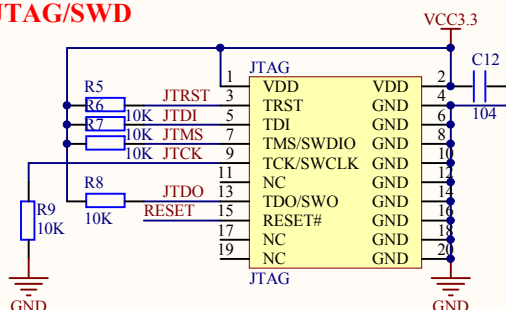 JTAG/SWD
VCC3.3
C12
104
JTAG
R5
JTRST
R6
10K
JTDI
R7
10K
JTMS
10K
JTCK
R8
JTDO
10K
RESET
R9
10K
1 VDD VDD 2
3 TRST GND 4
5 TDI GND 6
7 TMS/SWDIO GND 8
9 TCK/SWCLK GND 10
11 NC GND 12
13 TDO/SWO GND 14
15 RESET# GND 16
17 NC GND 18
19 NC GND 20
JTAG
GND
GND